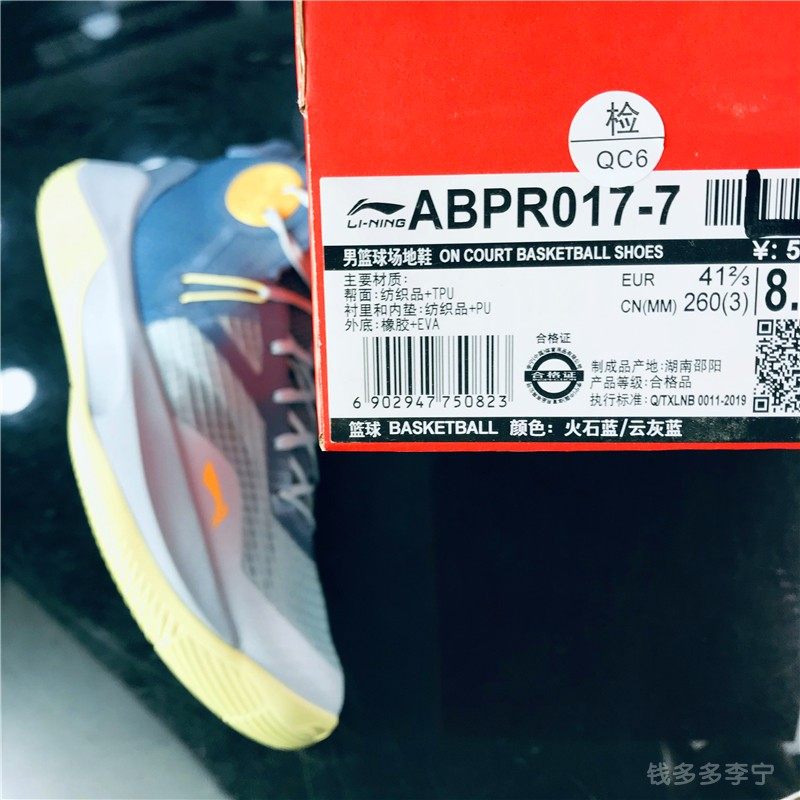 检
QC6
LI-NING ABPR017-7
男篮球场地鞋 ON COURT BASKETBALL SHOES ¥: 5
主要材质:
帮面:纺织品+TPU
衬里和内垫:纺织品+PU
外底:橡胶+EVA
EUR 41⅔
CN(MM) 260(3) 8.
6 902947 750823
合格证
合格证
制成品产地:湖南邵阳
产品等级:合格品
执行标准:Q/TXLNB 0011-2019
篮球 BASKETBALL 颜色:火石蓝/云灰蓝
钱多多李宁